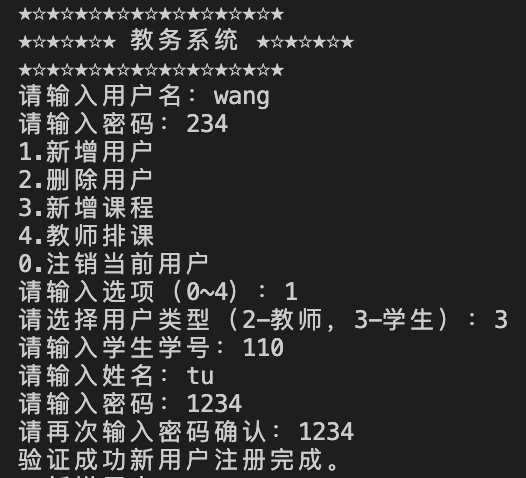 ★☆★☆★☆★☆★☆★☆★☆★☆★☆★
★☆★☆★☆★ 教务系统 ★☆★☆★☆★
★☆★☆★☆★☆★☆★☆★☆★☆★☆★
请输入用户名：wang
请输入密码：234
1.新增用户
2.删除用户
3.新增课程
4.教师排课
0.注销当前用户
请输入选项（0~4）：1
请选择用户类型（2—教师, 3—学生）：3
请输入学生学号：110
请输入姓名：tu
请输入密码：1234
请再次输入密码确认：1234
验证成功新用户注册完成。